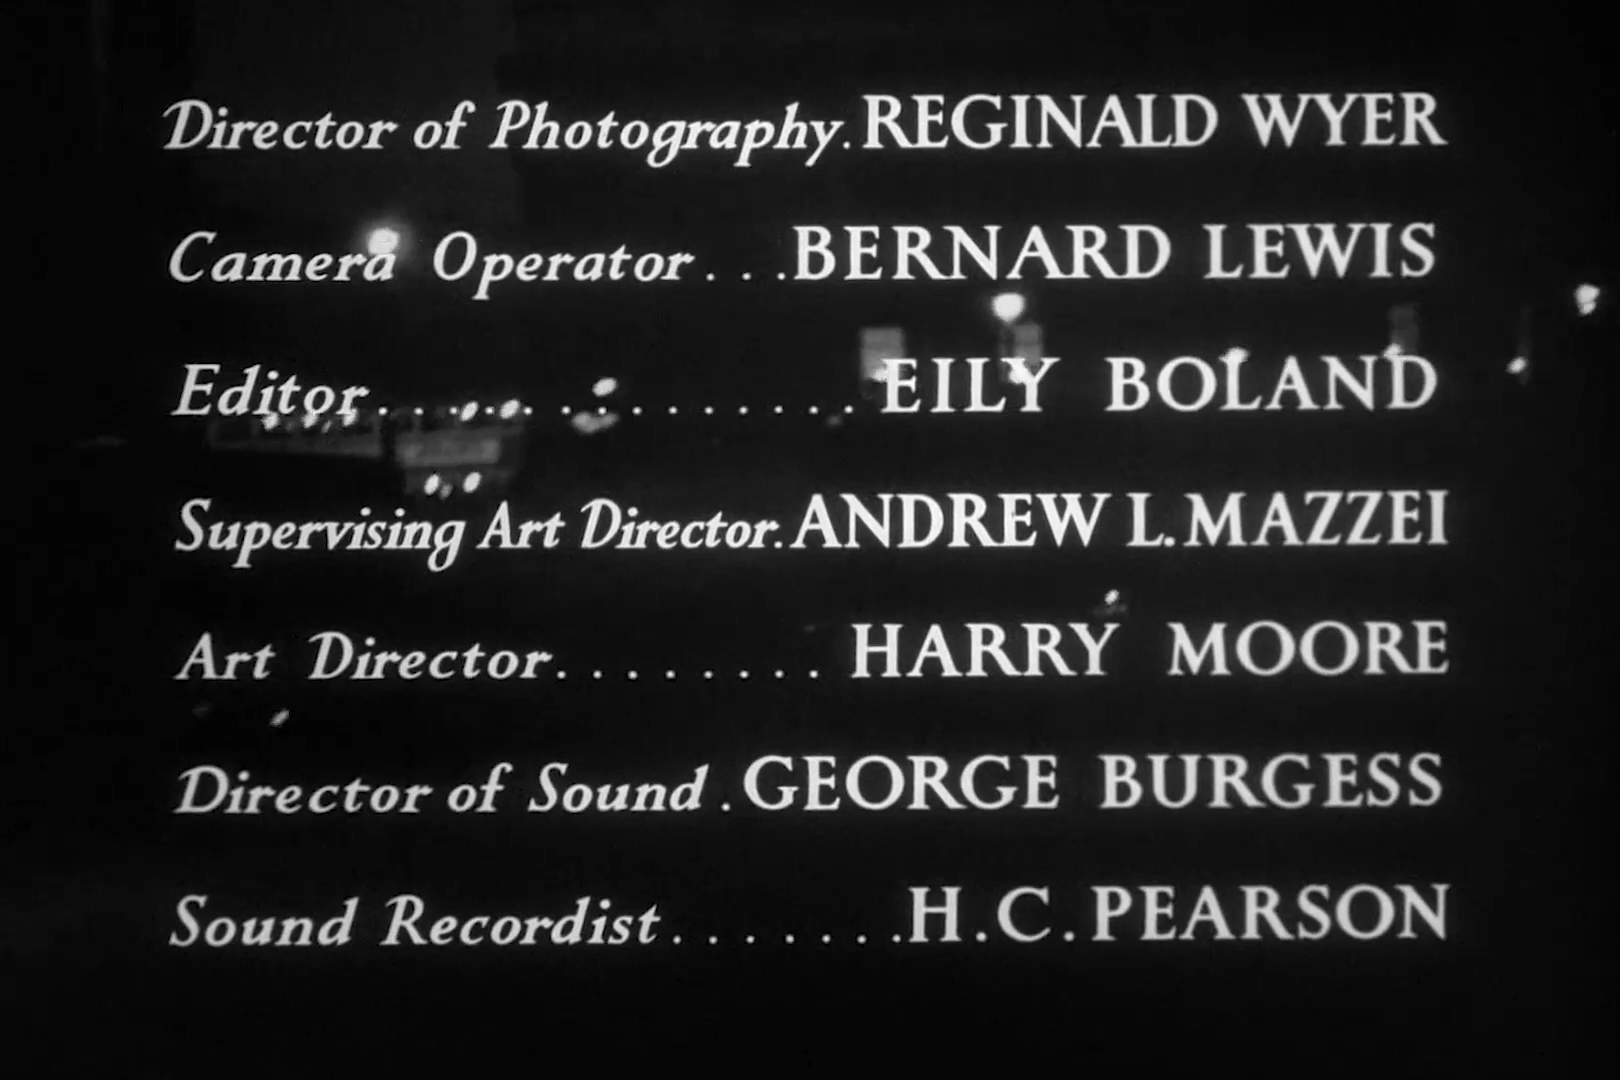 Director of Photography. REGINALD WYER
Camera Operator . . . BERNARD LEWIS
Editor . . . . . . . . . . . . . . EILY BOLAND
Supervising Art Director. ANDREW L. MAZZEI
Art Director . . . . . . . . HARRY MOORE
Director of Sound . GEORGE BURGESS
Sound Recordist . . . . . . . H. C. PEARSON